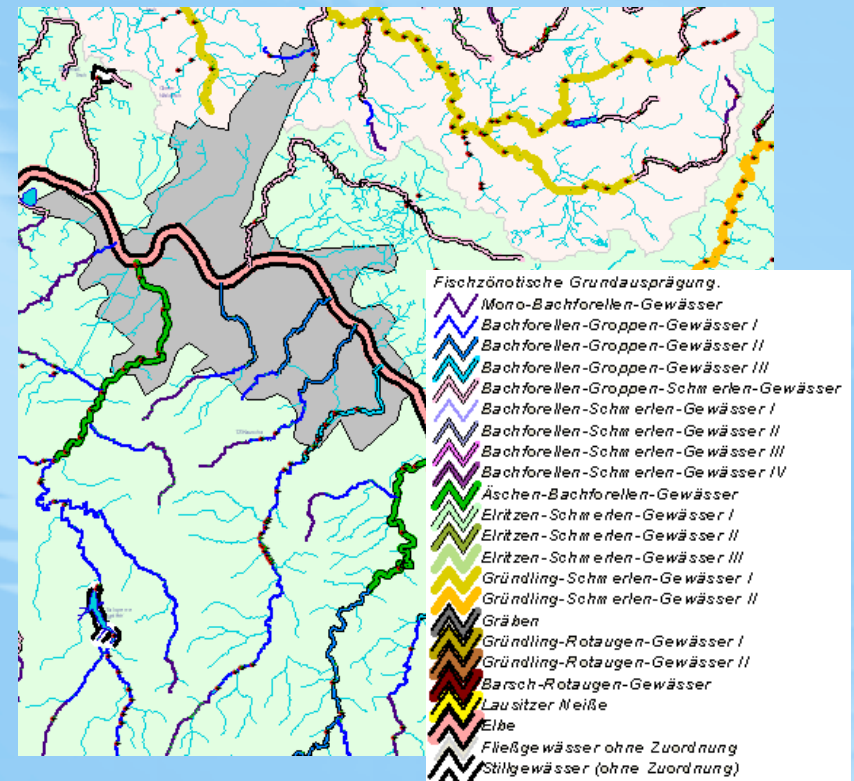 Fischzönotische Grundausprägung.
Mono-Bachforellen-Gewässer
Bachforellen-Groppen-Gewässer I
Bachforellen-Groppen-Gewässer II
Bachforellen-Groppen-Gewässer III
Bachforellen-Groppen-Schmerlen-Gewässer
Bachforellen-Schmerlen-Gewässer I
Bachforellen-Schmerlen-Gewässer II
Bachforellen-Schmerlen-Gewässer III
Bachforellen-Schmerlen-Gewässer IV
Äschen-Bachforellen-Gewässer
Elritzen-Schmerlen-Gewässer I
Elritzen-Schmerlen-Gewässer II
Elritzen-Schmerlen-Gewässer III
Gründling-Schmerlen-Gewässer I
Gründling-Schmerlen-Gewässer II
Gräben
Gründling-Rotaugen-Gewässer I
Gründling-Rotaugen-Gewässer II
Barsch-Rotaugen-Gewässer
Lausitzer Neiße
Elbe
Fließgewässer ohne Zuordnung
Stillgewässer (ohne Zuordnung)